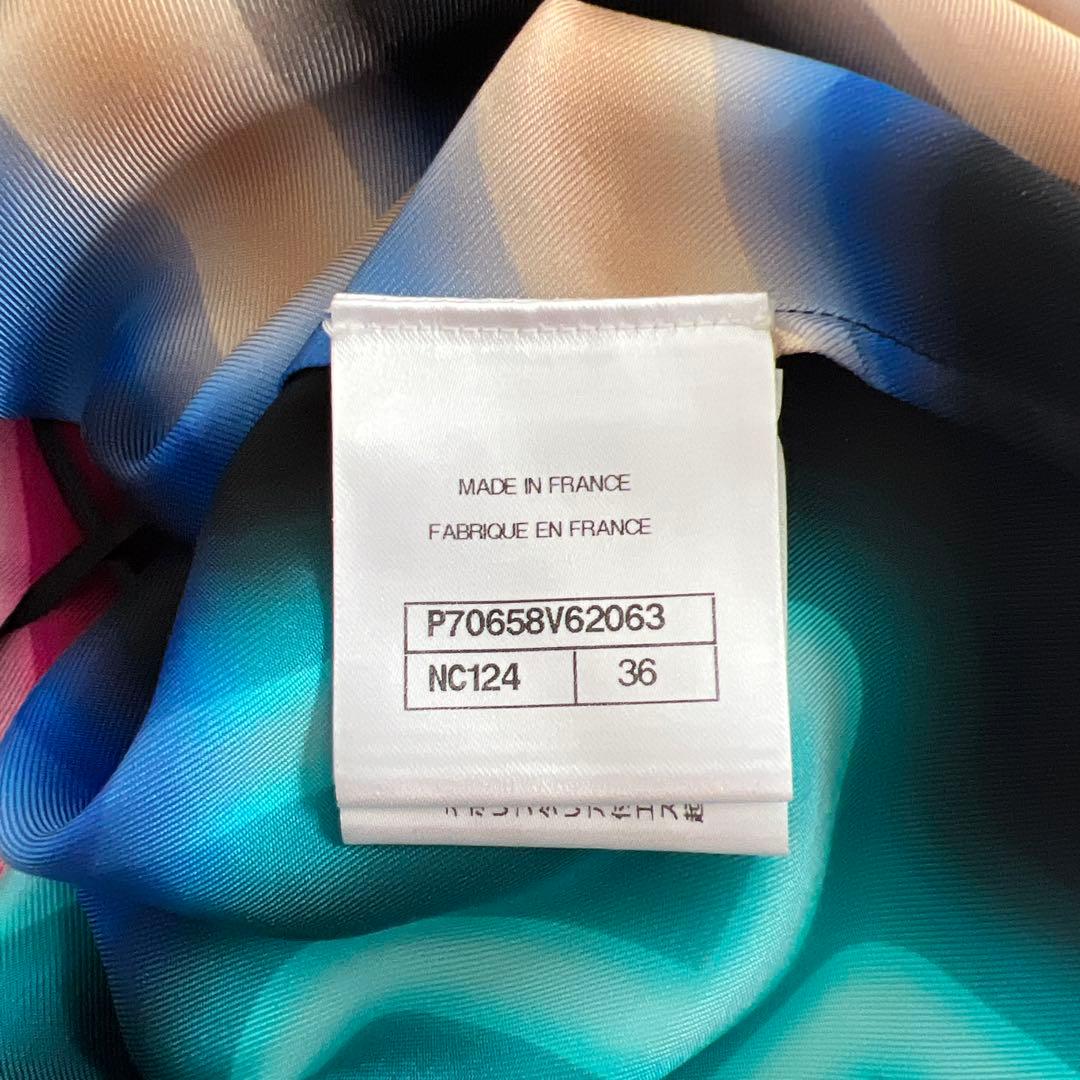 MADE IN FRANCE
FABRIQUE EN FRANCE
P70658V62063
NC124 36